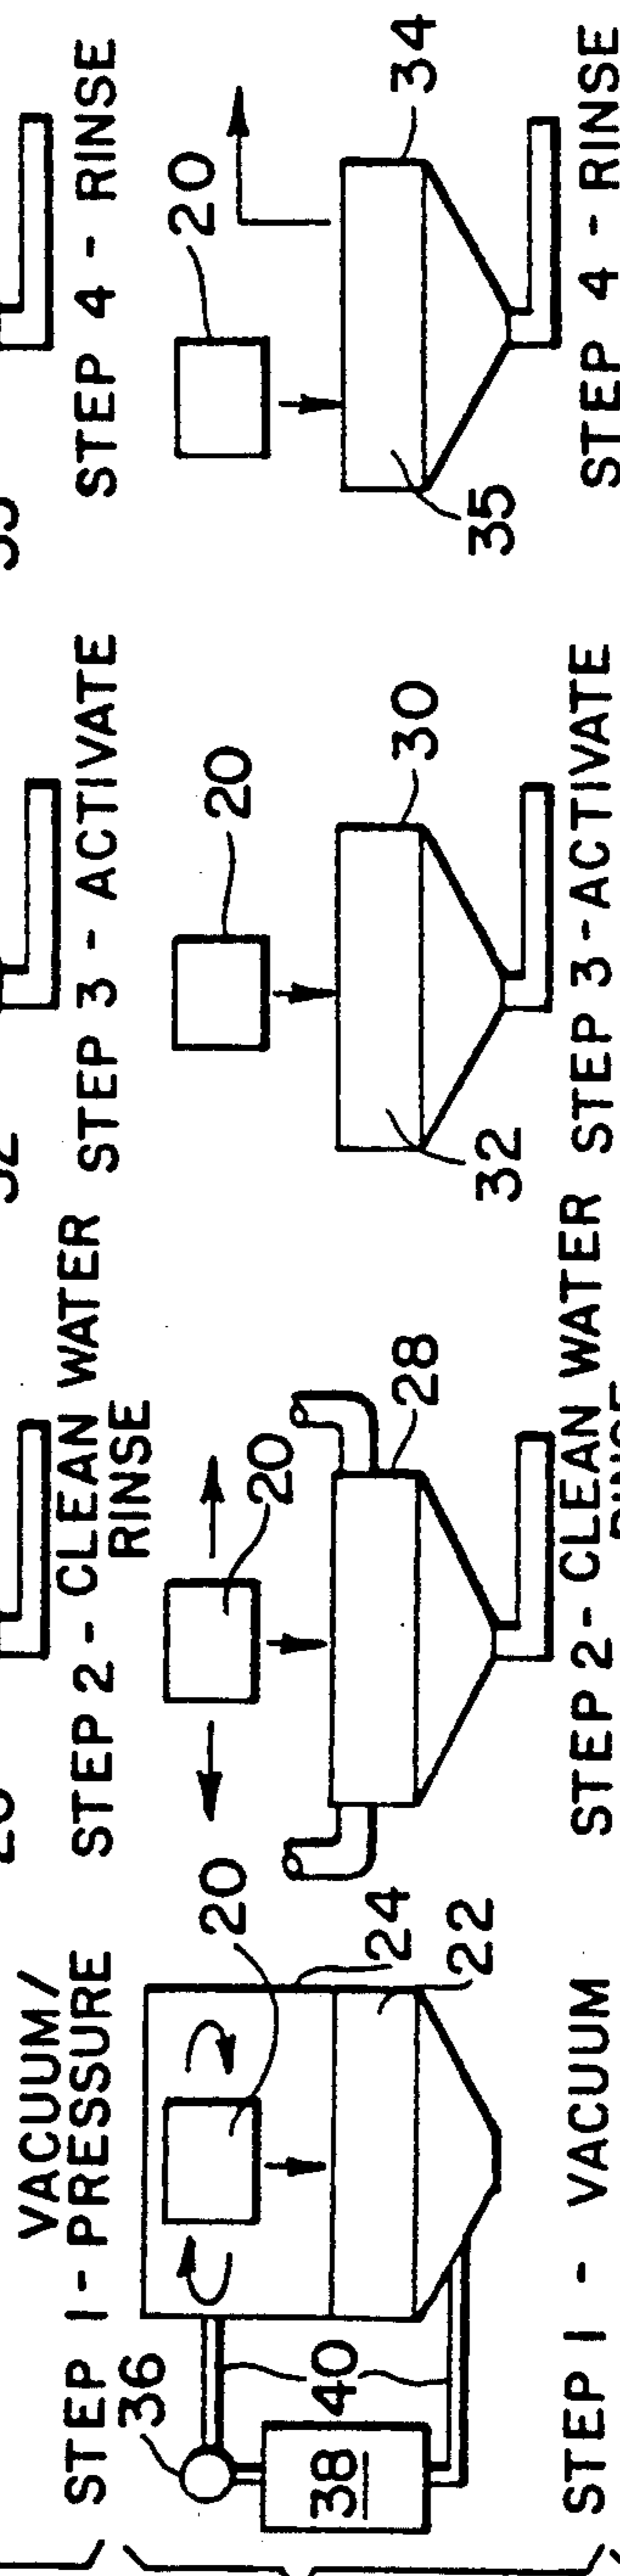 VACUUM/
STEP 1 - PRESSURE
STEP 2 - CLEAN WATER
RINSE
STEP 3 - ACTIVATE
STEP 4 - RINSE
36
38
40
20
24
22
20
28
20
30
32
20
34
35
STEP 1 - VACUUM
STEP 2 - CLEAN WATER
STEP 3 - ACTIVATE
STEP 4 - RINSE